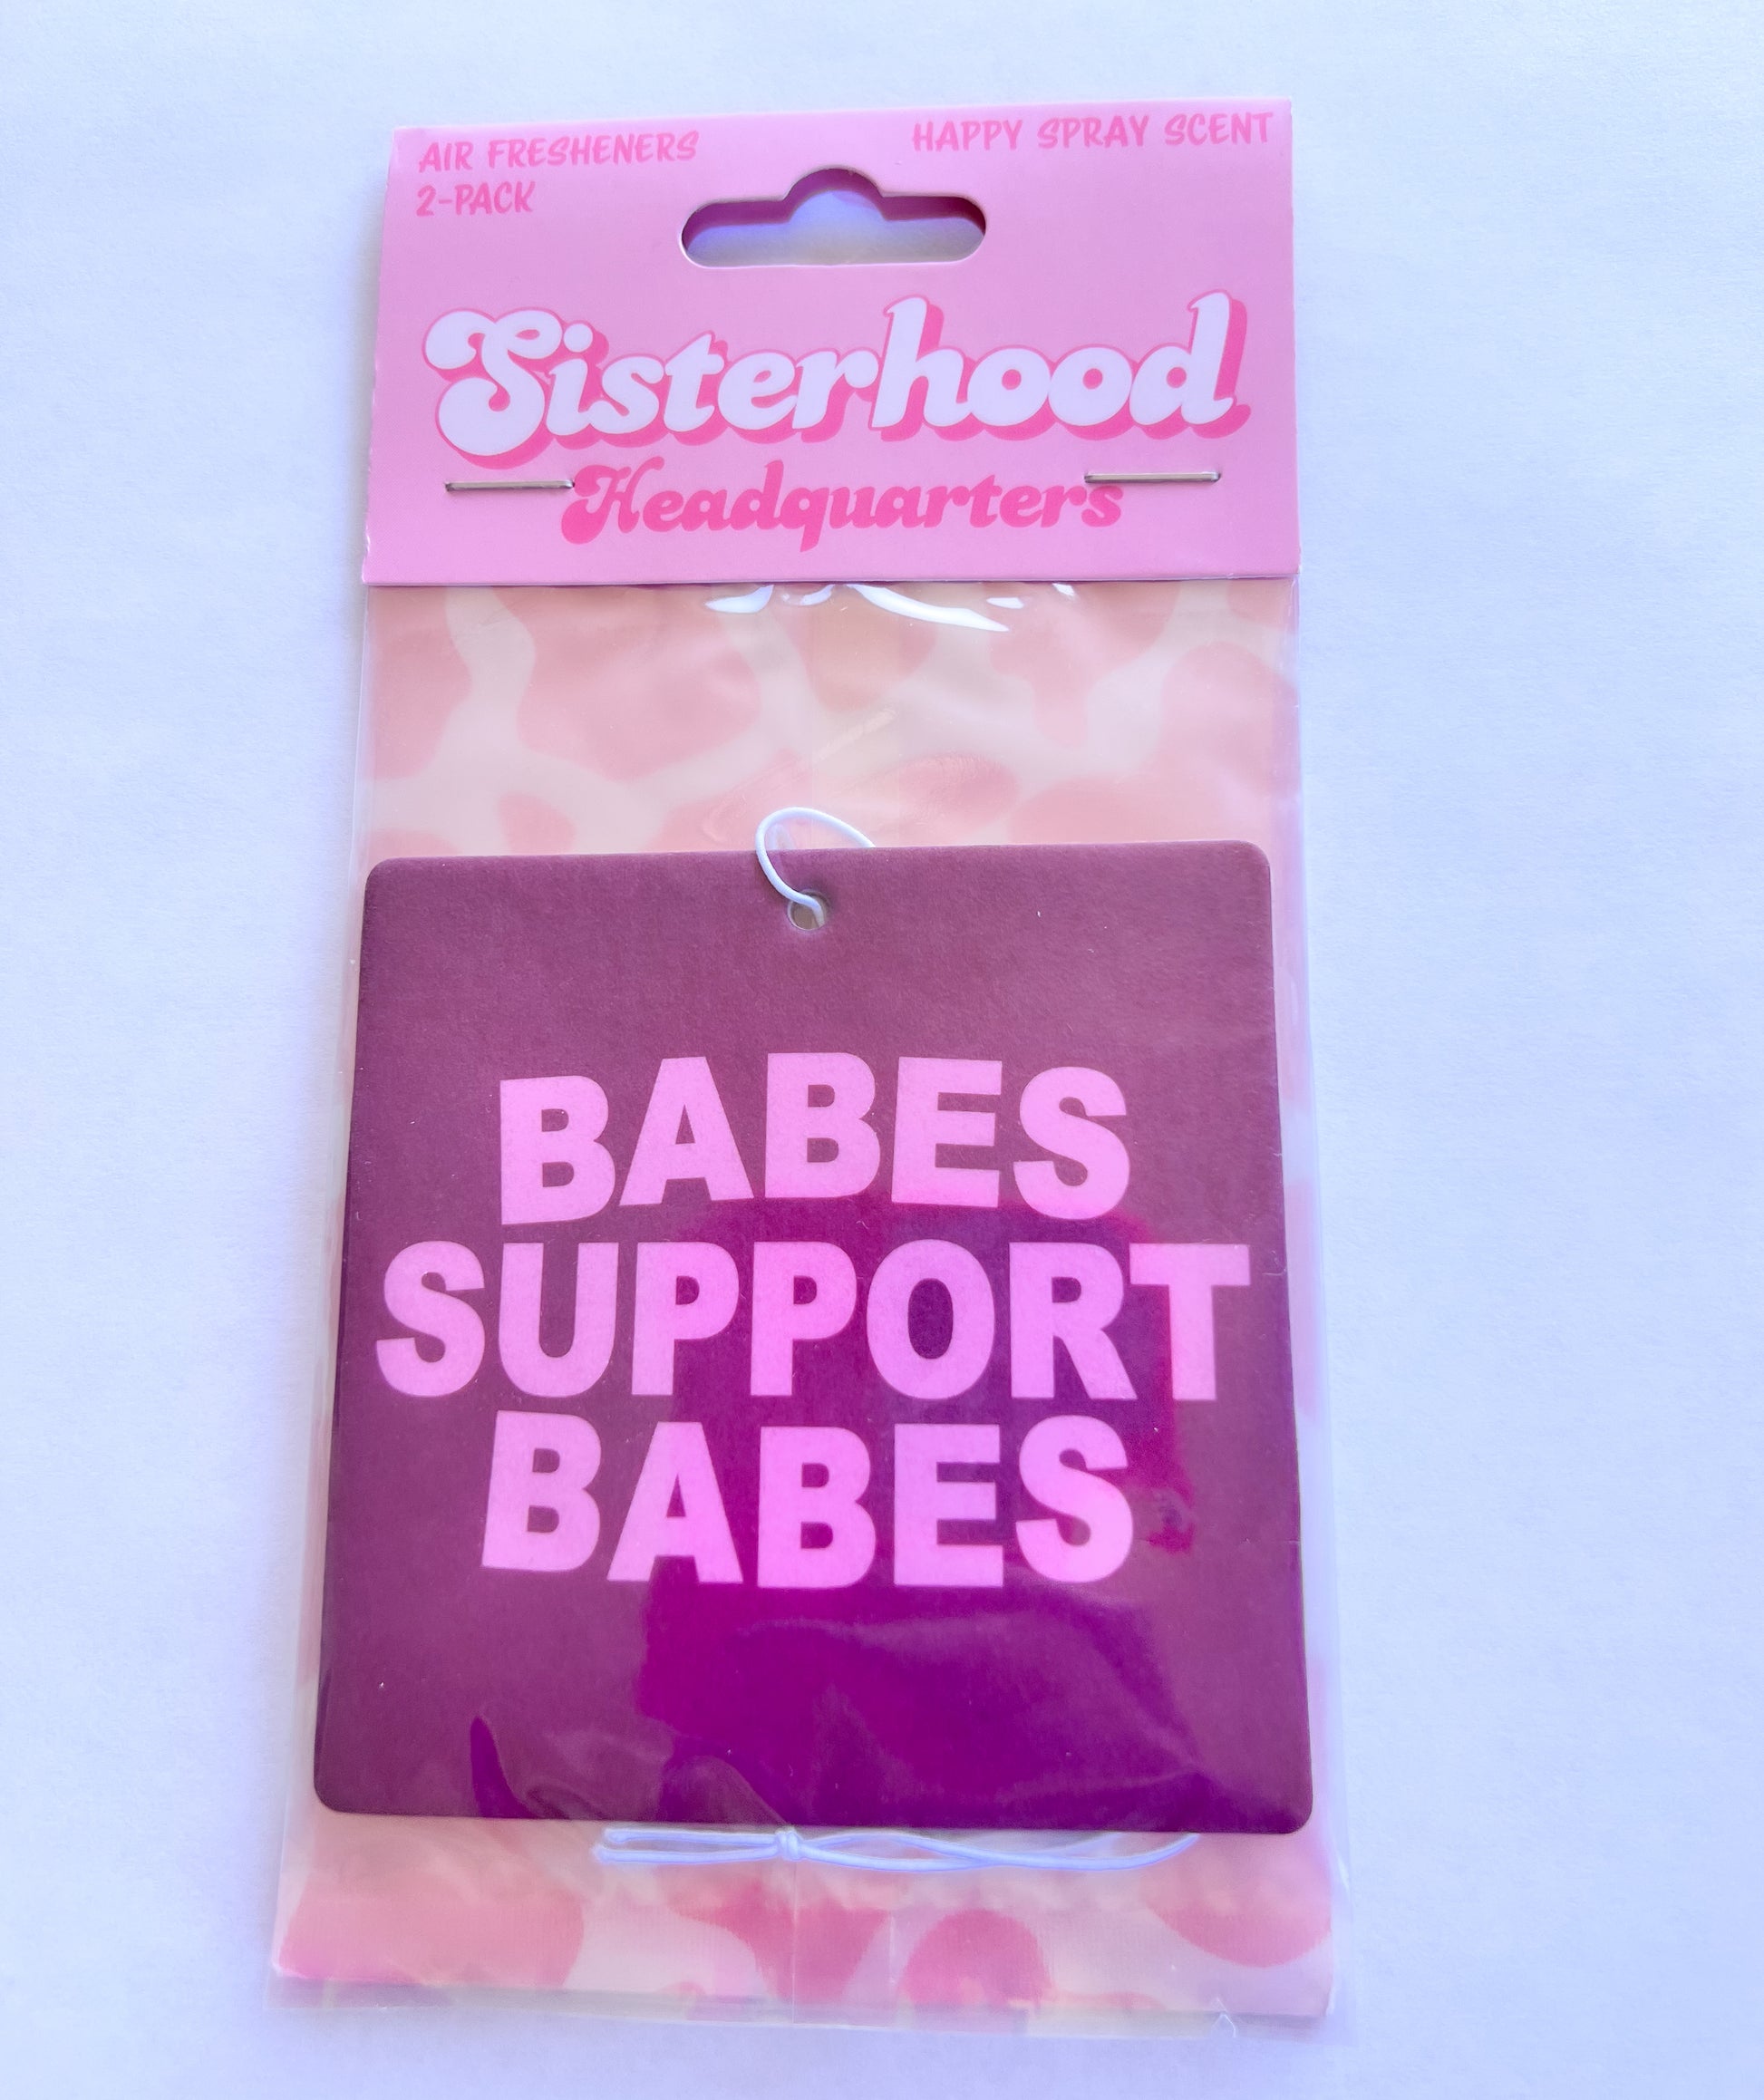 AIR FRESHENERS
2-PACK
HAPPY SPRAY SCENT
Sisterhood
Headquarters
BABES
SUPPORT
BABES